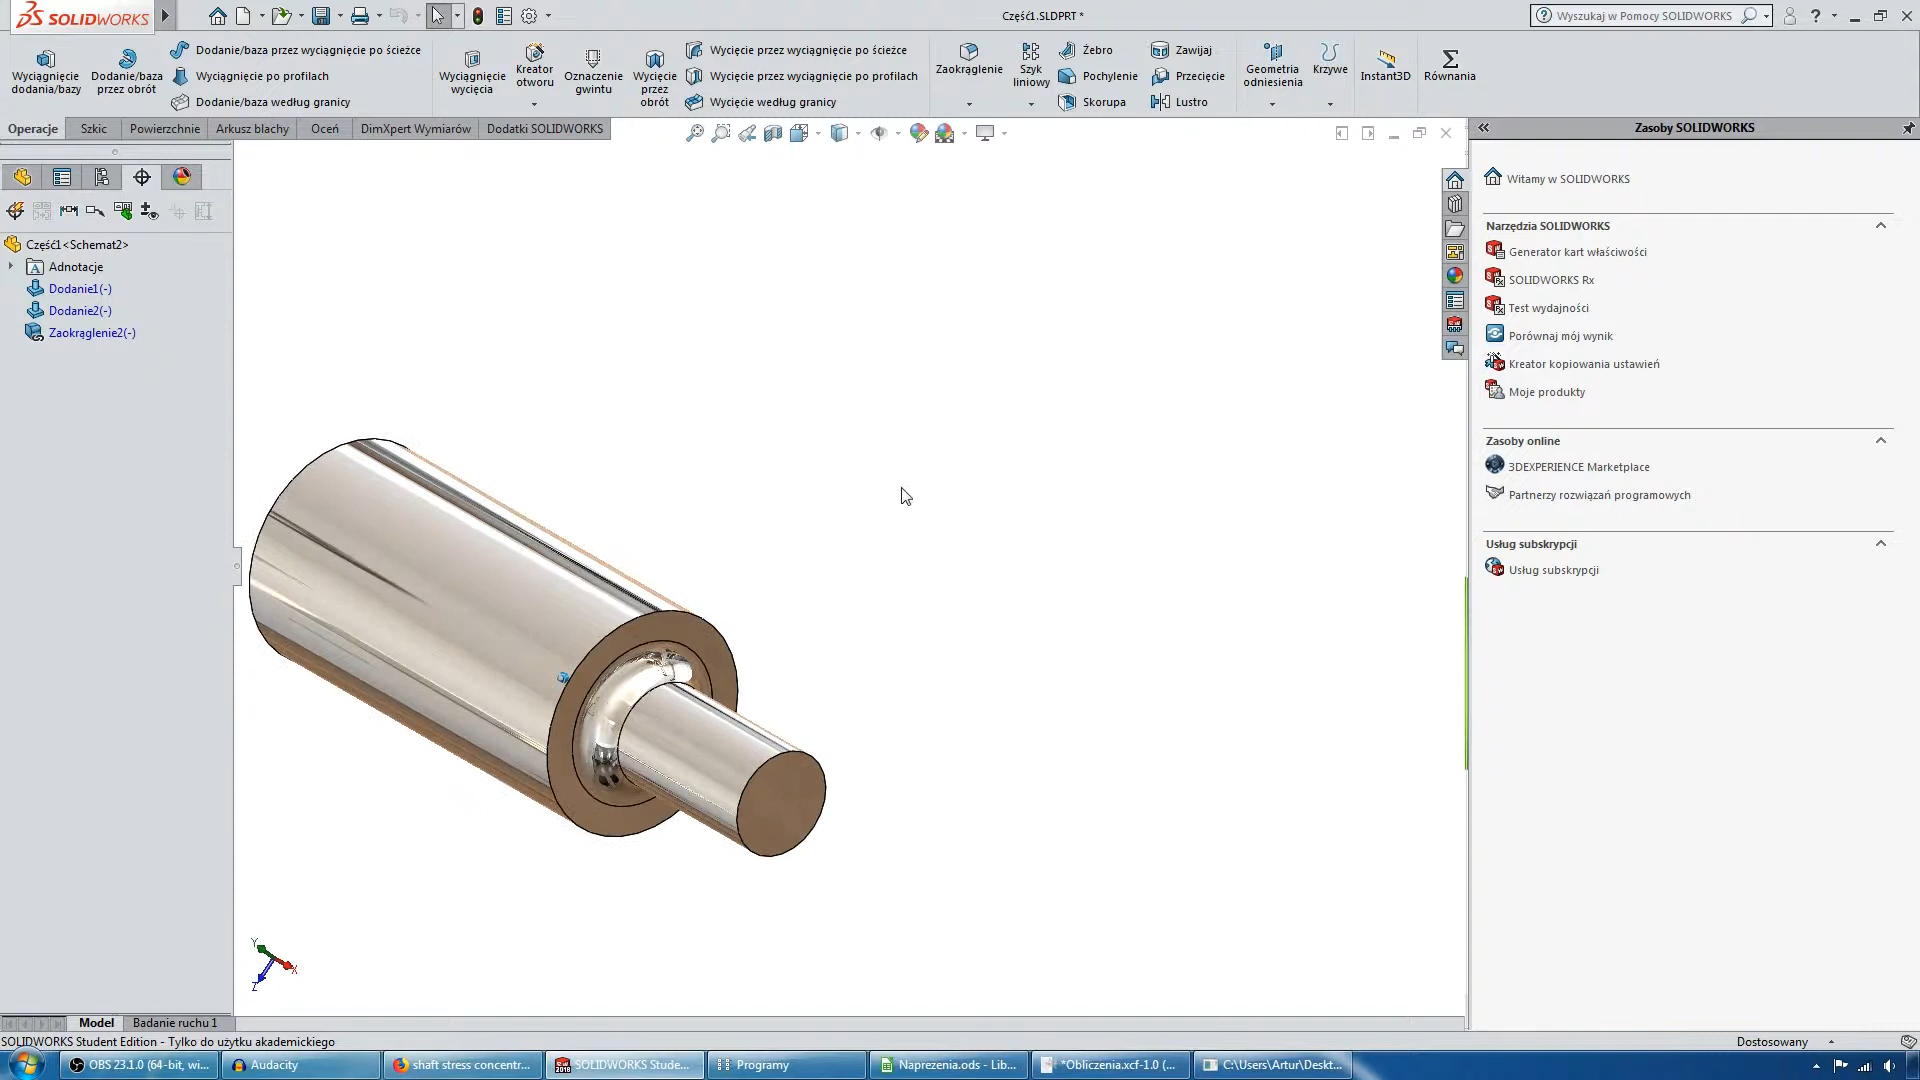 SOLIDWORKS
Część1.SLDPRT *
Wyszukaj w Pomocy SOLIDWORKS
Wyciągnięcie dodania/bazy
Dodanie/baza przez obrót
Dodanie/baza przez wyciągnięcie po ścieżce
Wyciągnięcie po profilach
Dodanie/baza według granicy
Wyciągnięcie wycięcia
Kreator otworu
Oznaczenie gwintu
Wycięcie przez obrót
Wycięcie przez wyciągnięcie po ścieżce
Wycięcie przez wyciągnięcie po profilach
Wycięcie według granicy
Zaokrąglenie
Szyk liniowy
Żebro
Pochylenie
Skorupa
Zawijaj
Przecięcie
Lustro
Geometria odniesienia
Krzywe
Instant3D
Równania
Operacje
Szkic
Powierzchnie
Arkusz blachy
Oceń
DimXpert Wymiarów
Dodatki SOLIDWORKS
Zasoby SOLIDWORKS
Część1<Schemat2>
Adnotacje
Dodanie1(-)
Dodanie2(-)
Zaokrąglenie2(-)
Witamy w SOLIDWORKS
Narzędzia SOLIDWORKS
Generator kart właściwości
SOLIDWORKS Rx
Test wydajności
Porównaj mój wynik
Kreator kopiowania ustawień
Moje produkty
Zasoby online
3DEXPERIENCE Marketplace
Partnerzy rozwiązań programowych
Usług subskrypcji
Usług subskrypcji
Y
X
Z
Model
Badanie ruchu 1
SOLIDWORKS Student Edition - Tylko do użytku akademickiego
Dostosowany
OBS 23.1.0 (64-bit, wi...
Audacity
shaft stress concentr...
SOLIDWORKS Stude...
Programy
Naprezenia.ods - Lib...
*Obliczenia.xcf-1.0 (...
C:\Users\Artur\Deskt...